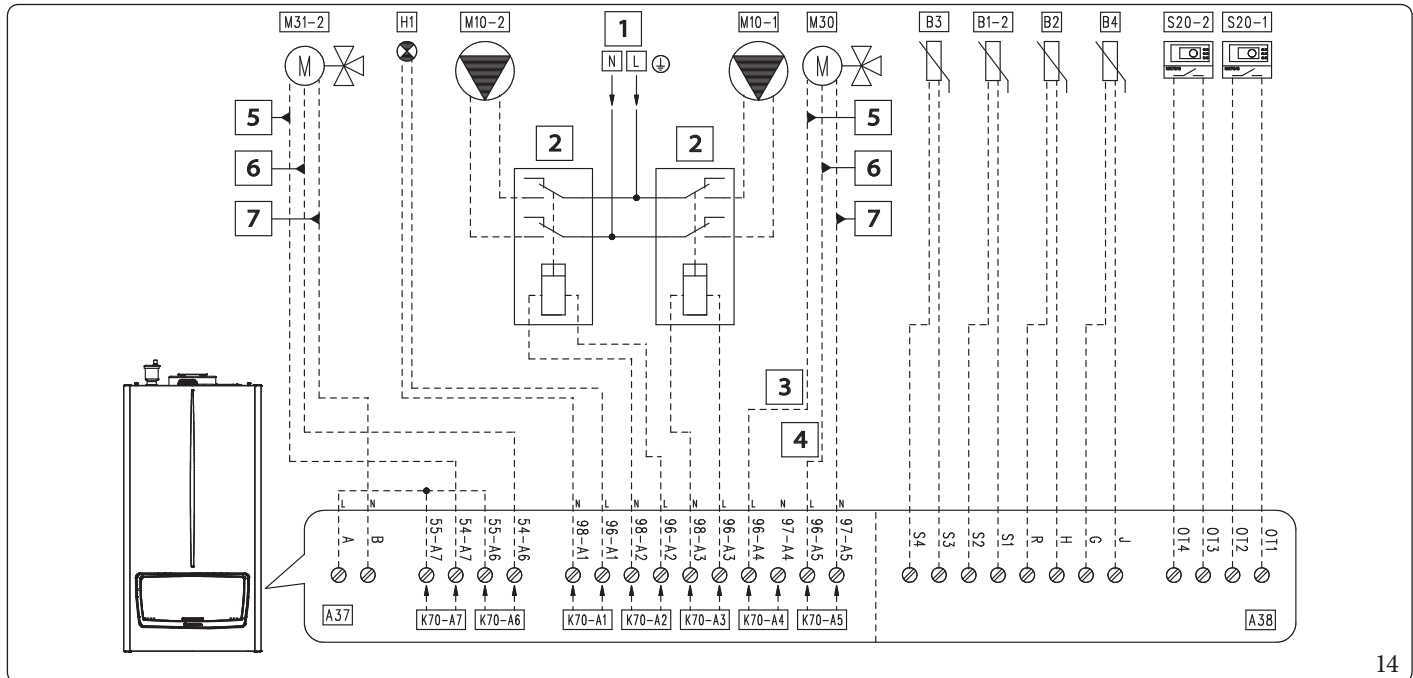 M31-2 H1 M10-2 1 M10-1 M30 B3 B1-2 B2 B4 S20-2 S20-1
N L
M M
5 5
2 2
6 6
7 7
3
4
L N N L N L N L L N L N
A B 55-A7 54-A7 55-A6 54-A6 98-A1 96-A1 98-A2 96-A2 98-A3 96-A3 96-A4 97-A4 96-A5 97-A5 S4 S3 S2 S1 R H G J OT4 OT3 OT2 OT1
A37 K70-A7 K70-A6 K70-A1 K70-A2 K70-A3 K70-A4 K70-A5 A38
14